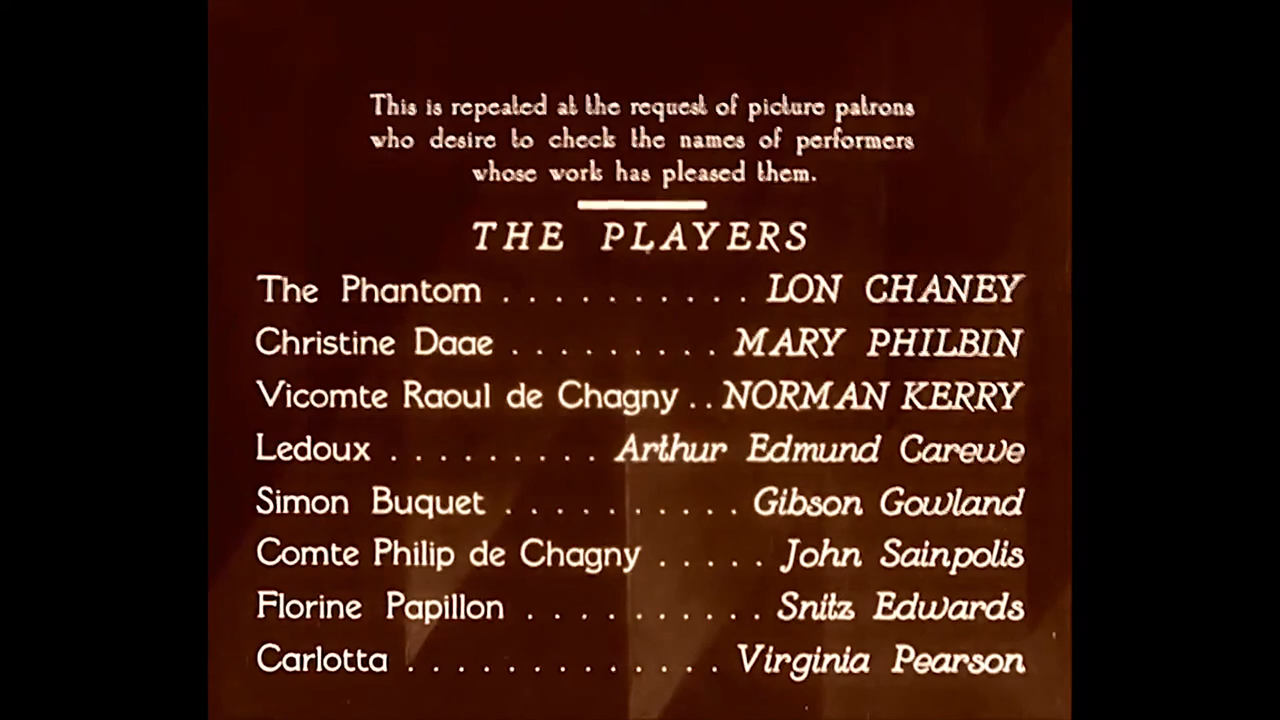 This is repeated at the request of picture patrons
who desire to check the names of performers
whose work has pleased them.
THE PLAYERS
The Phantom . . . . . . . . . . LON CHANEY
Christine Daae . . . . . . . . . MARY PHILBIN
Vicomte Raoul de Chagny . . NORMAN KERRY
Ledoux . . . . . . . . . Arthur Edmund Carewe
Simon Buquet . . . . . . . . . . Gibson Gowland
Comte Philip de Chagny . . . . . John Sainpolis
Florine Papillon . . . . . . . . . . Snitz Edwards
Carlotta . . . . . . . . . . . . . Virginia Pearson